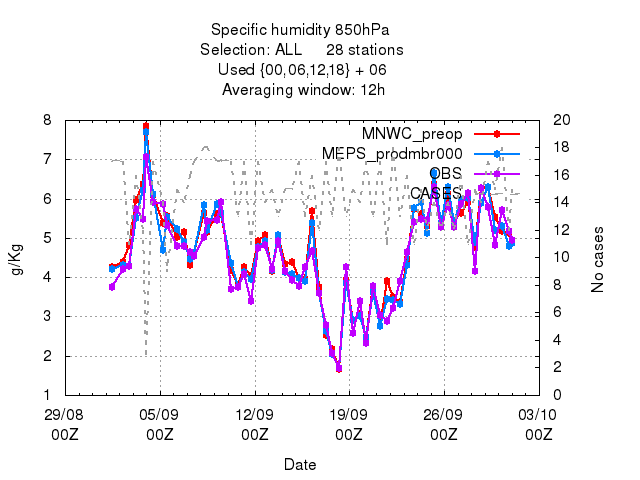 Specific humidity 850hPa
Selection: ALL 28 stations
Used {00,06,12,18} + 06
Averaging window: 12h
MNWC_preop
MEPS_prodmbr000
OBS
CASES
8
7
6
5
4
3
2
1
g/Kg
20
18
16
14
12
10
8
6
4
2
0
No cases
29/08 05/09 12/09 19/09 26/09 03/10
00Z 00Z 00Z 00Z 00Z 00Z
Date